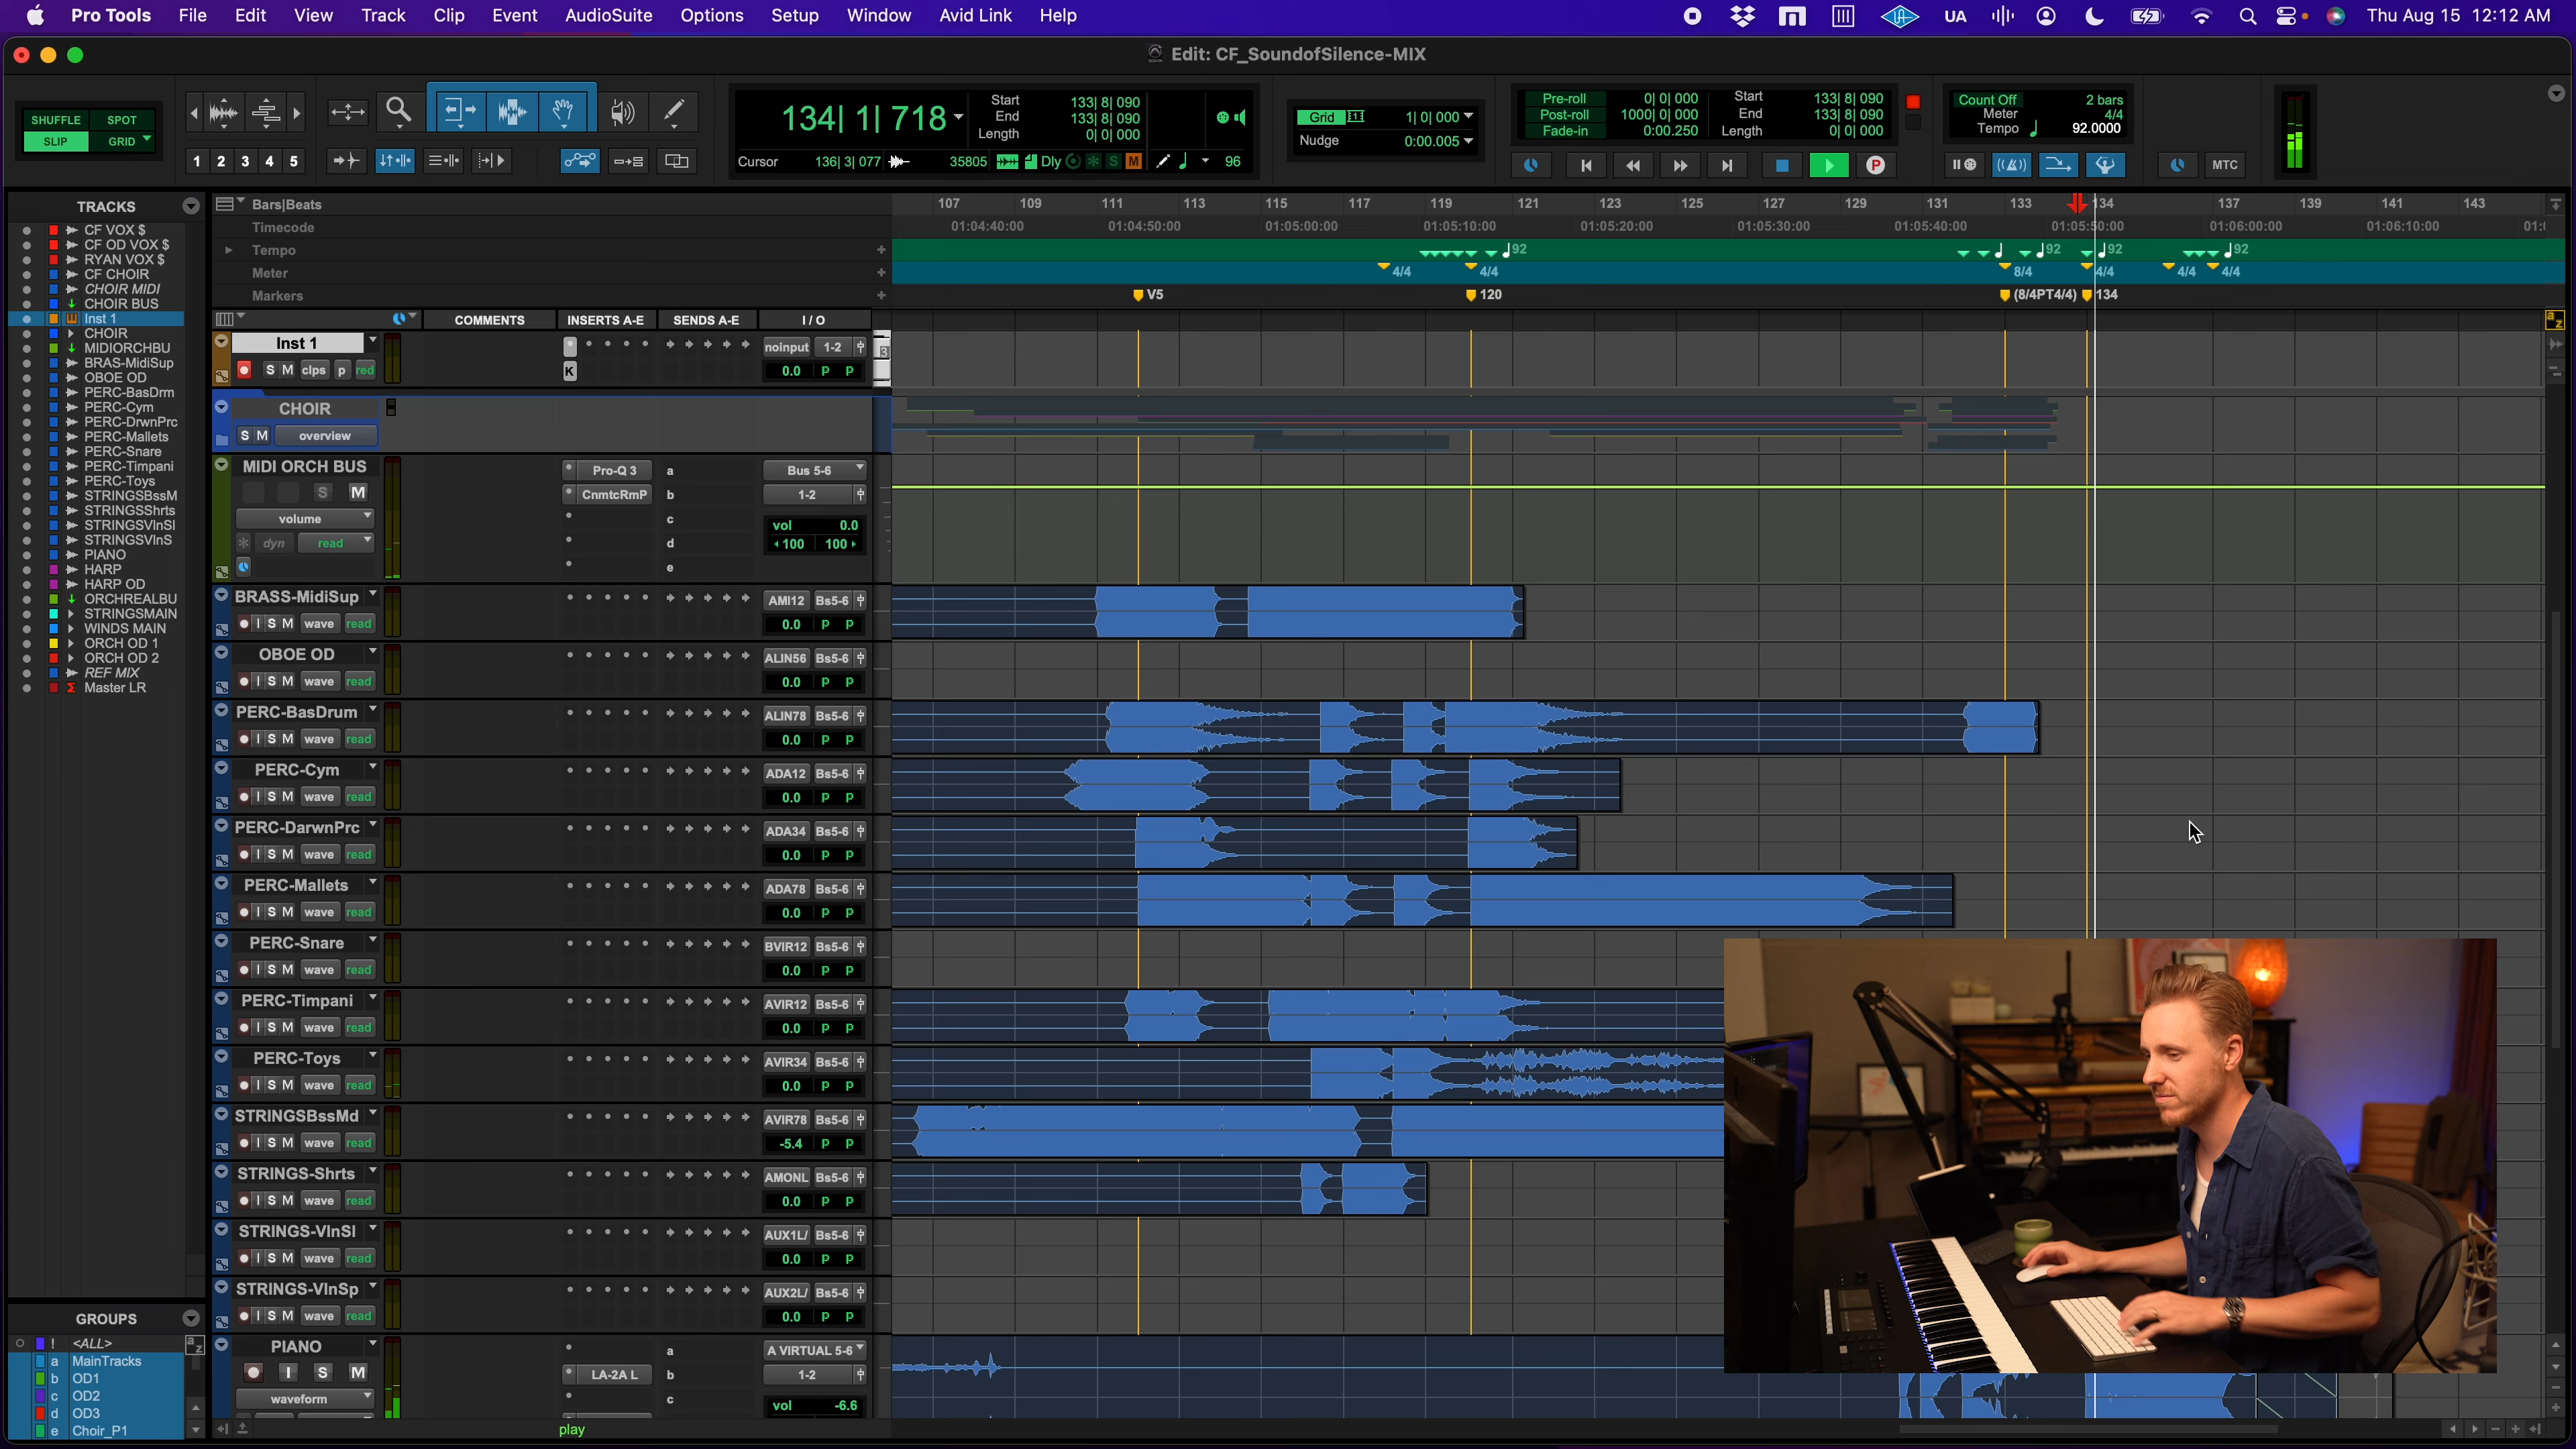 Pro Tools File Edit View Track Clip Event AudioSuite Options Setup Window Avid Link Help UA Thu Aug 15 12:12 AM
Edit: CF_SoundofSilence-MIX
SHUFFLE SPOT
SLIP GRID
1 2 3 4 5
134| 1| 718
Start 133| 8| 090
End 133| 8| 090
Length 0| 0| 000
Cursor 136| 3| 077 35805 Dly S M 96
Grid 1| 0| 000
Nudge 0:00.005
Pre-roll 0| 0| 000 Start 133| 8| 090
Post-roll 1000| 0| 000 End 133| 8| 090
Fade-in 0:00.250 Length 0| 0| 000
P
Count Off 2 bars
Meter 4/4
Tempo 92.0000
MTC
TRACKS
CF VOX $
CF OD VOX $
RYAN VOX $
CF CHOIR
CHOIR MIDI
CHOIR BUS
Inst 1
CHOIR
MIDIORCHBU
BRAS-MidiSup
OBOE OD
PERC-BasDrm
PERC-Cym
PERC-DrwnPrc
PERC-Mallets
PERC-Snare
PERC-Timpani
PERC-Toys
STRINGSBssM
STRINGSShrts
STRINGSVlnSl
STRINGSVlnS
PIANO
HARP
HARP OD
ORCHREALBU
STRINGSMAIN
WINDS MAIN
ORCH OD 1
ORCH OD 2
REF MIX
Master LR
GROUPS
! <ALL>
a MainTracks
b OD1
c OD2
d OD3
e Choir_P1
a z
Bars|Beats 107 109 111 113 115 117 119 121 123 125 127 129 131 133 134 137 139 141 143
Timecode 01:04:40:00 01:04:50:00 01:05:00:00 01:05:10:00 01:05:20:00 01:05:30:00 01:05:40:00 01:05:50:00 01:06:00:00 01:06:10:00
Tempo 92 92 92 92
Meter 4/4 4/4 8/4 4/4 4/4 4/4
Markers V5 120 (8/4PT4/4) 134
COMMENTS INSERTS A-E SENDS A-E I / O
Inst 1 noinput 1-2 3
S M clps p red K 0.0 P P
CHOIR
S M overview
MIDI ORCH BUS Pro-Q 3 a Bus 5-6
S M CnmtcRmP b 1-2
volume c vol 0.0
dyn read d 100 100
e
BRASS-MidiSup AMI12 Bs5-6
I S M wave read 0.0 P P
OBOE OD ALIN56 Bs5-6
I S M wave read 0.0 P P
PERC-BasDrum ALIN78 Bs5-6
I S M wave read 0.0 P P
PERC-Cym ADA12 Bs5-6
I S M wave read 0.0 P P
PERC-DarwnPrc ADA34 Bs5-6
I S M wave read 0.0 P P
PERC-Mallets ADA78 Bs5-6
I S M wave read 0.0 P P
PERC-Snare BVIR12 Bs5-6
I S M wave read 0.0 P P
PERC-Timpani AVIR12 Bs5-6
I S M wave read 0.0 P P
PERC-Toys AVIR34 Bs5-6
I S M wave read 0.0 P P
STRINGSBssMd AVIR78 Bs5-6
I S M wave read -5.4 P P
STRINGS-Shrts AMONL Bs5-6
I S M wave read 0.0 P P
STRINGS-VlnSl AUX1L/ Bs5-6
I S M wave read 0.0 P P
STRINGS-VlnSp AUX2L/ Bs5-6
I S M wave read 0.0 P P
PIANO a A VIRTUAL 5-6
I S M LA-2A L b 1-2
waveform c vol -6.6
play